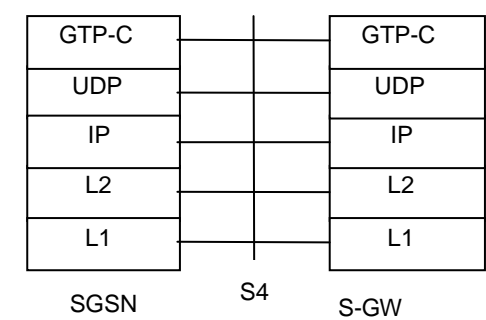 GTP-C GTP-C
UDP UDP
IP IP
L2 L2
L1 L1
SGSN S4 S-GW